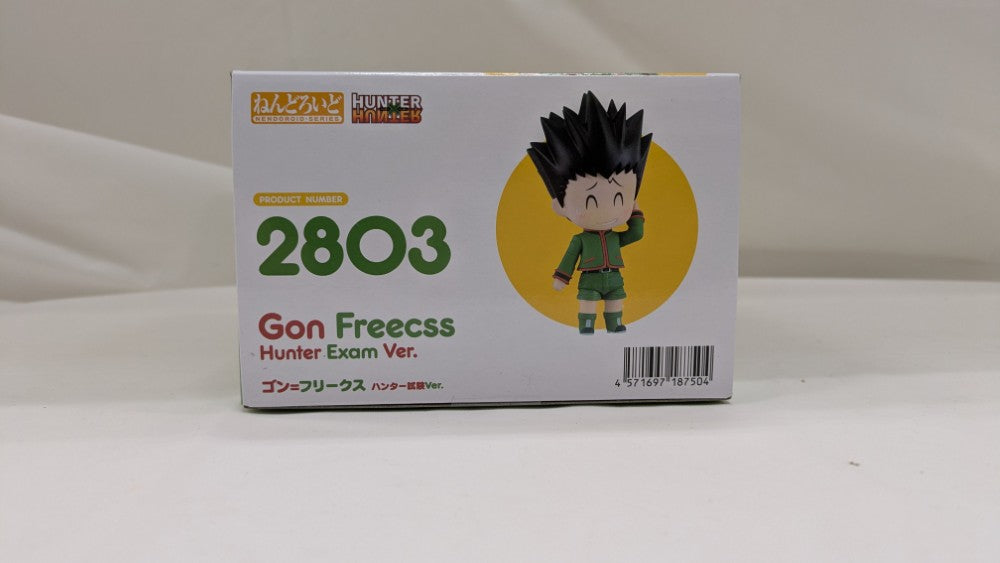 ねんどろいど
NENDOROID SERIES
HUNTER
HUNTER
PRODUCT NUMBER
2803
Gon Freecss
Hunter Exam Ver.
ゴン=フリークス ハンター試験Ver.
4 571697 187504